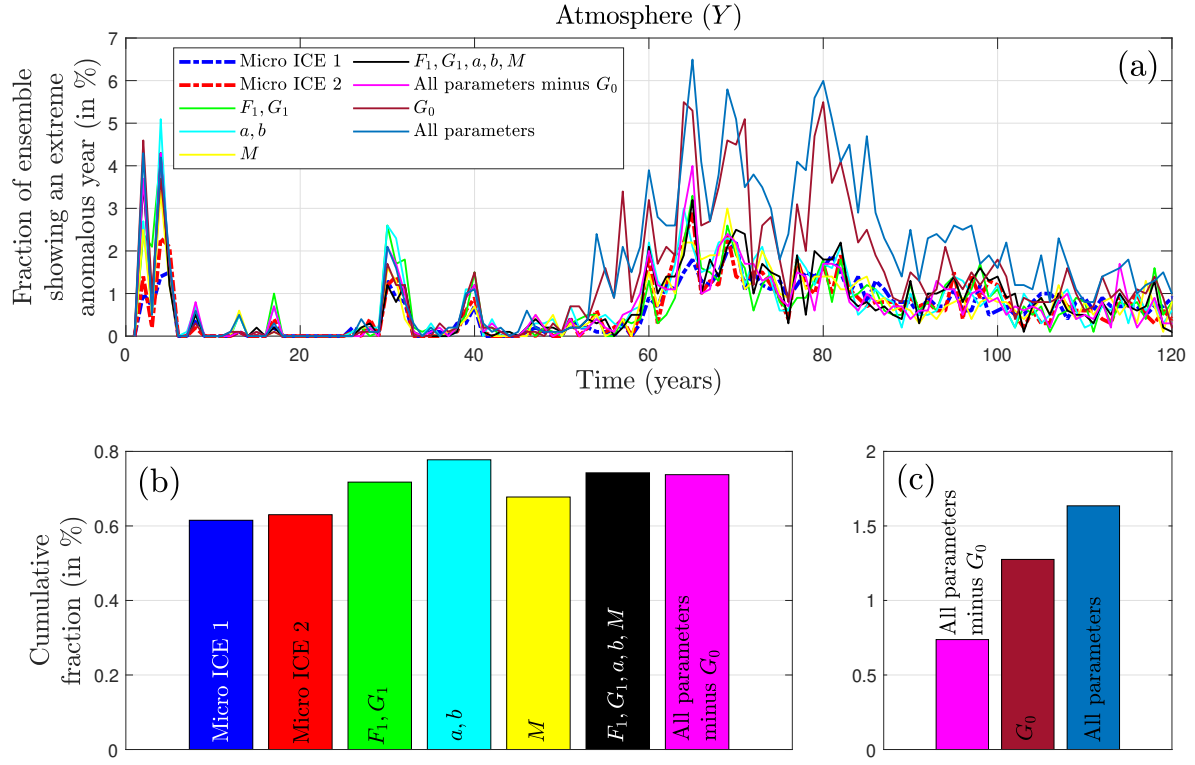 Atmosphere (Y)
Fraction of ensemble
showing an extreme
anomalous year (in %)
7
6
5
4
3
2
1
0
(a)
Micro ICE 1
Micro ICE 2
F₁, G₁
a, b
M
F₁, G₁, a, b, M
All parameters minus G₀
G₀
All parameters
0 20 40 60 80 100 120
Time (years)
Cumulative
fraction (in %)
0.8
0.6
0.4
0.2
0
(b)
Micro ICE 1
Micro ICE 2
F₁, G₁
a, b
M
F₁, G₁, a, b, M
All parameters
minus G₀
2
1.5
1
0.5
0
(c)
All parameters
minus G₀
G₀
All parameters